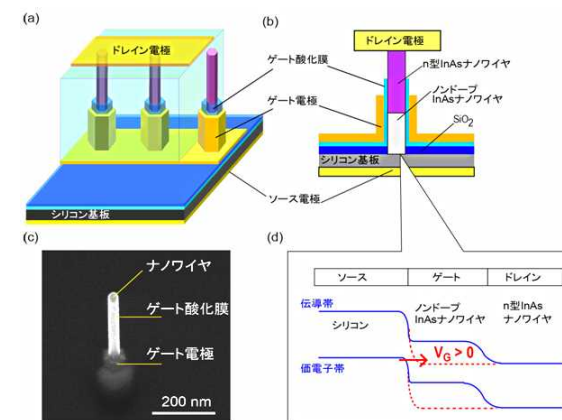 (a)
ドレイン電極
シリコン基板
ゲート酸化膜
ゲート電極
ソース電極
(b)
ドレイン電極
n型InAs
ナノワイヤ
ノンドープ
InAsナノワイヤ
SiO2
シリコン基板
(c)
ナノワイヤ
ゲート酸化膜
ゲート電極
200 nm
(d)
ソース
ゲート
ドレイン
伝導帯
シリコン
ノンドープ
InAsナノワイヤ
n型InAs
ナノワイヤ
価電子帯
VG > 0